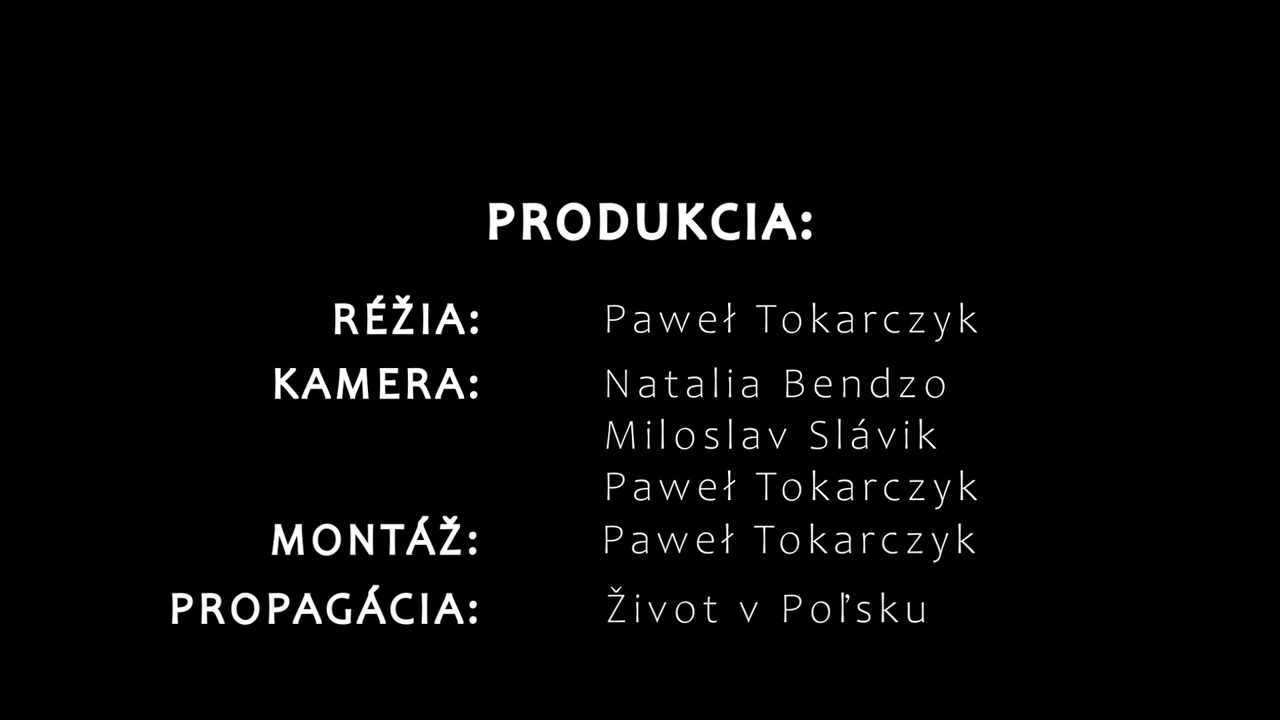 PRODUKCIA:
RÉŽIA: Paweł Tokarczyk
KAMERA: Natalia Bendzo
Miloslav Slávik
Paweł Tokarczyk
MONTÁŽ: Paweł Tokarczyk
PROPAGÁCIA: Život v Poľsku